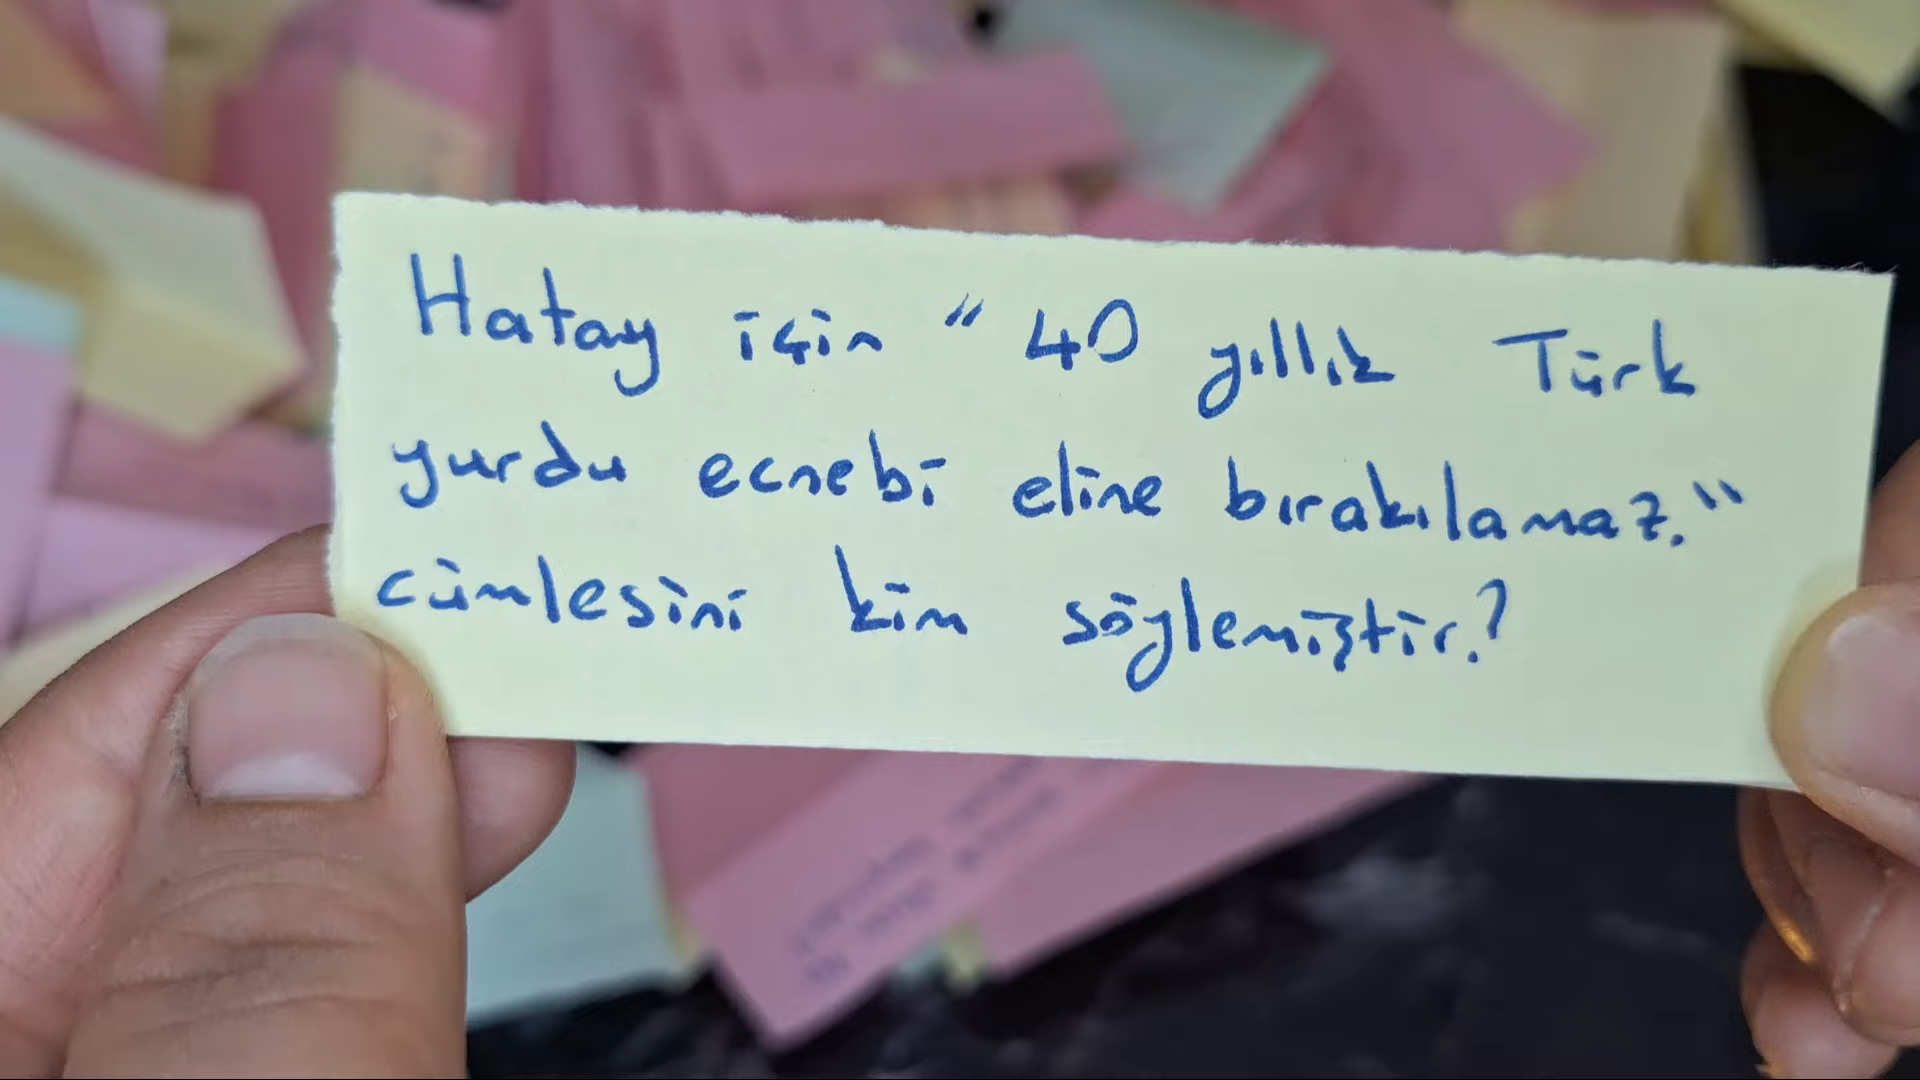 Hatay için "40 yıllık Türk
yurdu ecnebi eline bırakılamaz."
cümlesini kim söylemiştir?